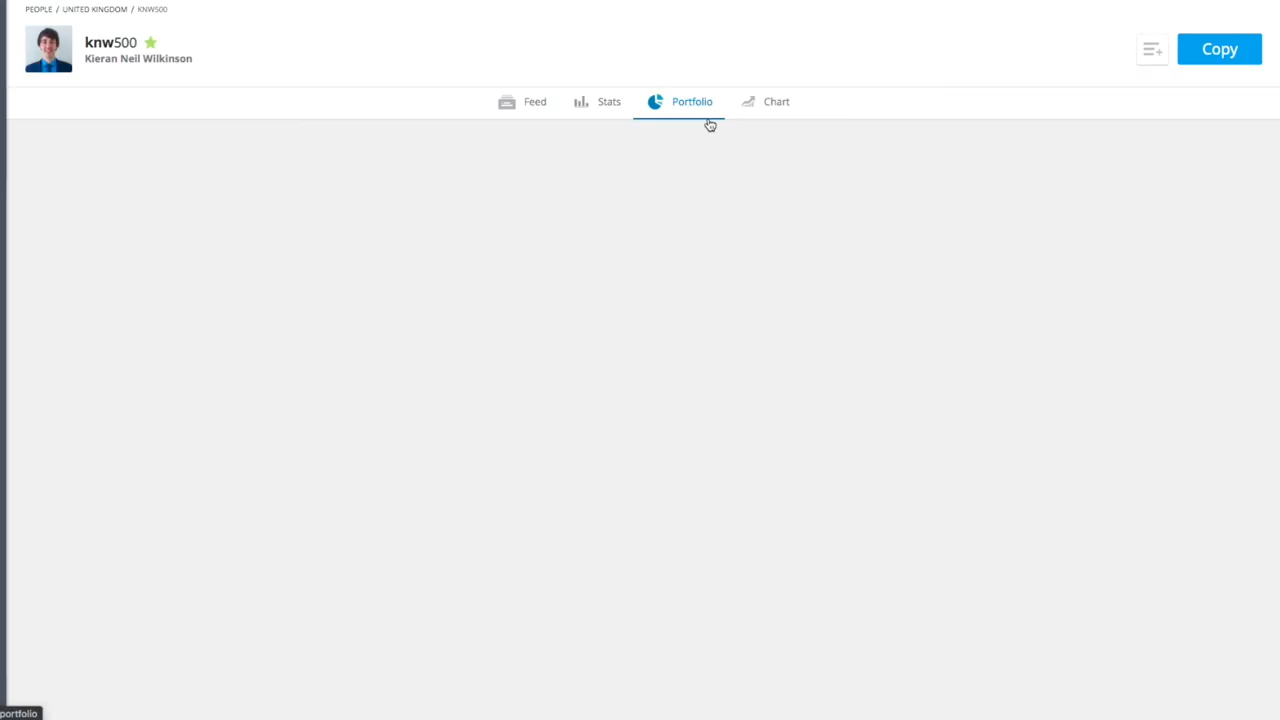 PEOPLE / UNITED KINGDOM / KNW500
knw500
Kieran Neil Wilkinson
Copy
Feed
Stats
Portfolio
Chart
portfolio